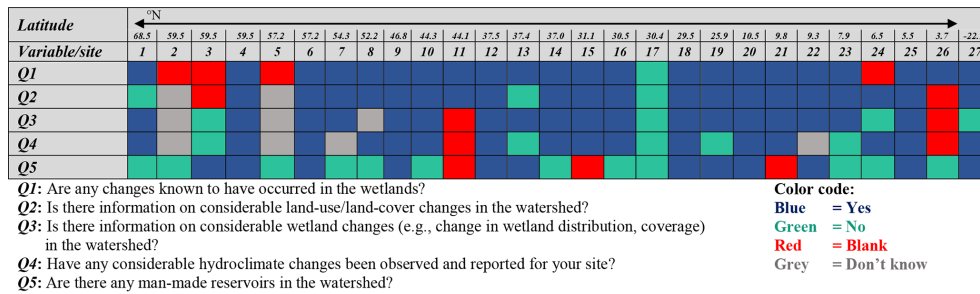 Latitude °N
68.5 59.5 59.5 59.5 57.2 57.2 54.3 52.2 46.8 44.3 44.1 37.5 37.4 37.0 31.1 30.5 30.4 29.5 25.9 10.5 9.8 9.3 7.9 6.5 5.5 3.7 -22.
Variable/site 1 2 3 4 5 6 7 8 9 10 11 12 13 14 15 16 17 18 19 20 21 22 23 24 25 26 27
Q1
Q2
Q3
Q4
Q5
Q1: Are any changes known to have occurred in the wetlands?
Q2: Is there information on considerable land-use/land-cover changes in the watershed?
Q3: Is there information on considerable wetland changes (e.g., change in wetland distribution, coverage)
in the watershed?
Q4: Have any considerable hydroclimate changes been observed and reported for your site?
Q5: Are there any man-made reservoirs in the watershed?
Color code:
Blue = Yes
Green = No
Red = Blank
Grey = Don't know